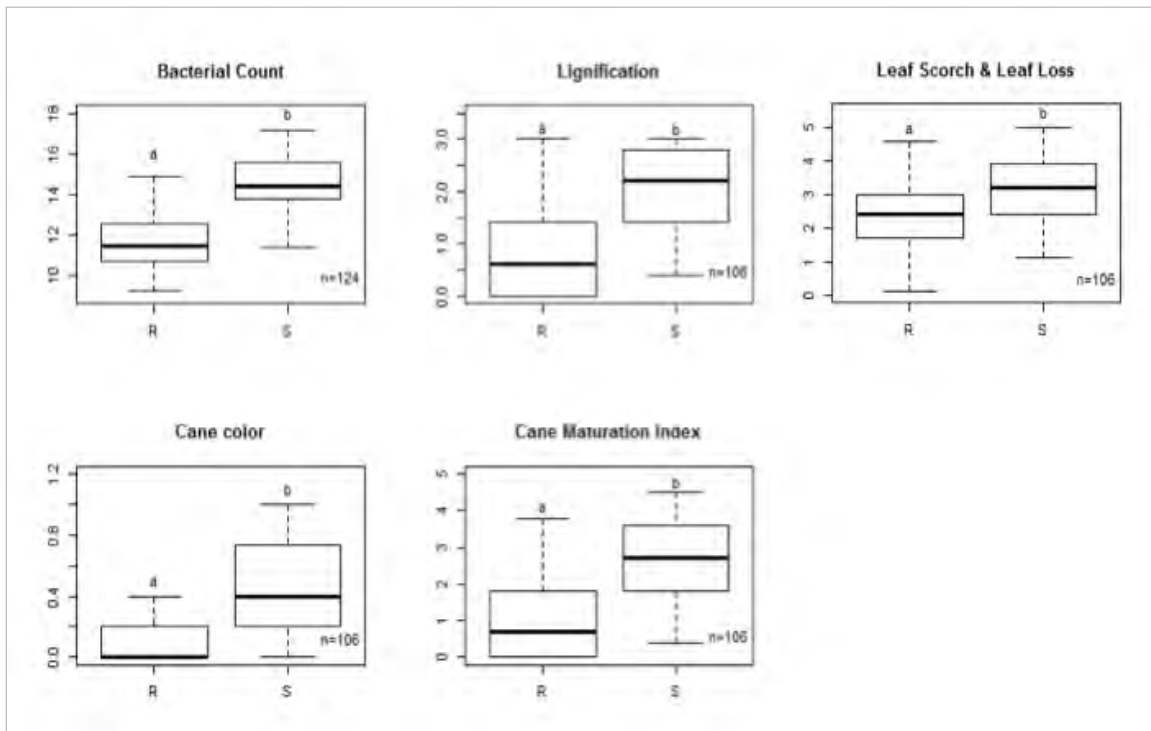 Bacterial Count
18
16
14
12
10
a
b
n=124
R S
Lignification
3.0
2.0
1.0
0.0
a
b
n=106
R S
Leaf Scorch & Leaf Loss
5
4
3
2
1
0
a
b
n=106
R S
Cane color
1.2
0.8
0.4
0.0
a
b
n=106
R S
Cane Maturation Index
5
4
3
2
1
0
a
b
n=106
R S